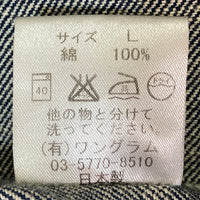 サイズ L
綿 100%
40
他の物と分けて
洗ってください。
(有)ワングラム
03-5770-8510
日本製